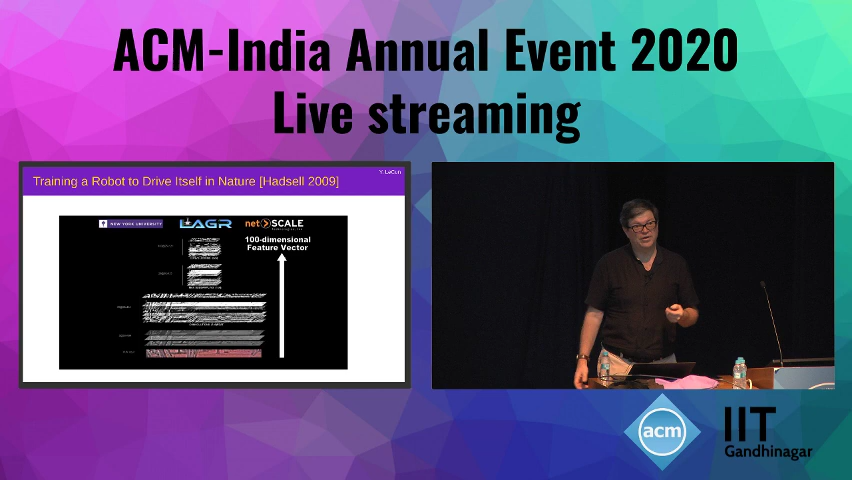 ACM-India Annual Event 2020
Live streaming
Y. LeCun
Training a Robot to Drive Itself in Nature [Hadsell 2009]
NEW YORK UNIVERSITY
LAGR
net SCALE
100-dimensional
Feature Vector
acm
IIT
Gandhinagar